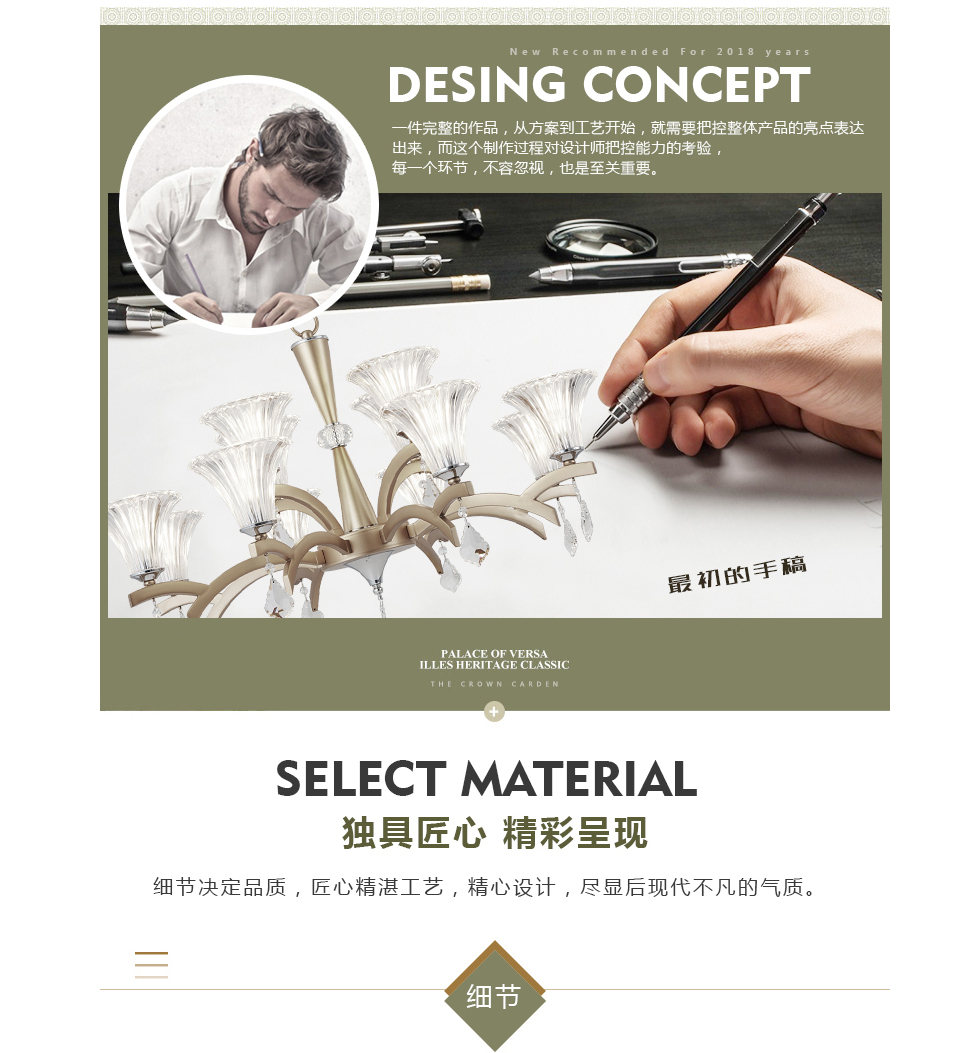 New Recommended For 2018 years
DESING CONCEPT
一件完整的作品，从方案到工艺开始，就需要把控整体产品的亮点表达
出来，而这个制作过程对设计师把控能力的考验，
每一个环节，不容忽视，也是至关重要。
最初的手稿
PALACE OF VERSA
ILLES HERITAGE CLASSIC
THE CROWN CARDEN
SELECT MATERIAL
独具匠心 精彩呈现
细节决定品质，匠心精湛工艺，精心设计，尽显后现代不凡的气质。
细节